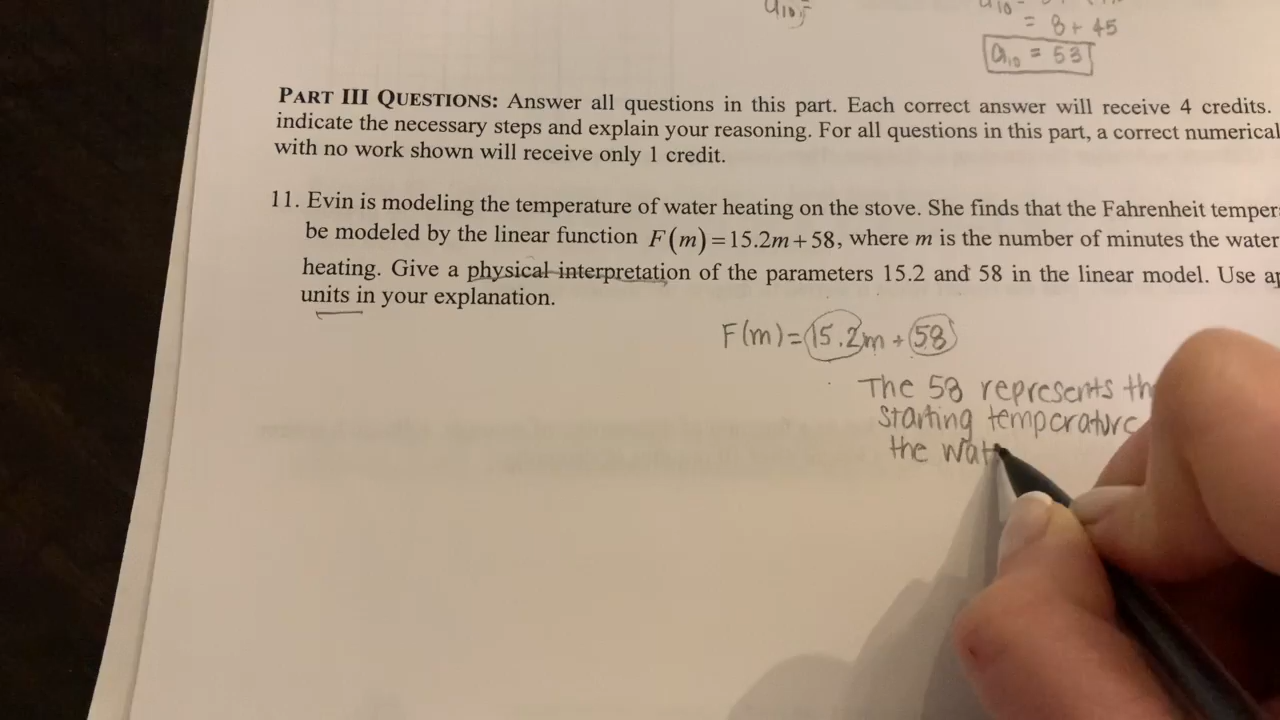 = 8 + 45
a₁₀ = 53
PART III QUESTIONS: Answer all questions in this part. Each correct answer will receive 4 credits.
indicate the necessary steps and explain your reasoning. For all questions in this part, a correct numerical
with no work shown will receive only 1 credit.
11. Evin is modeling the temperature of water heating on the stove. She finds that the Fahrenheit temper
be modeled by the linear function F(m)=15.2m+58, where m is the number of minutes the water
heating. Give a physical interpretation of the parameters 15.2 and 58 in the linear model. Use
units in your explanation.
F(m)=15.2m+58
The 58 represents th
starting temperature
the wat